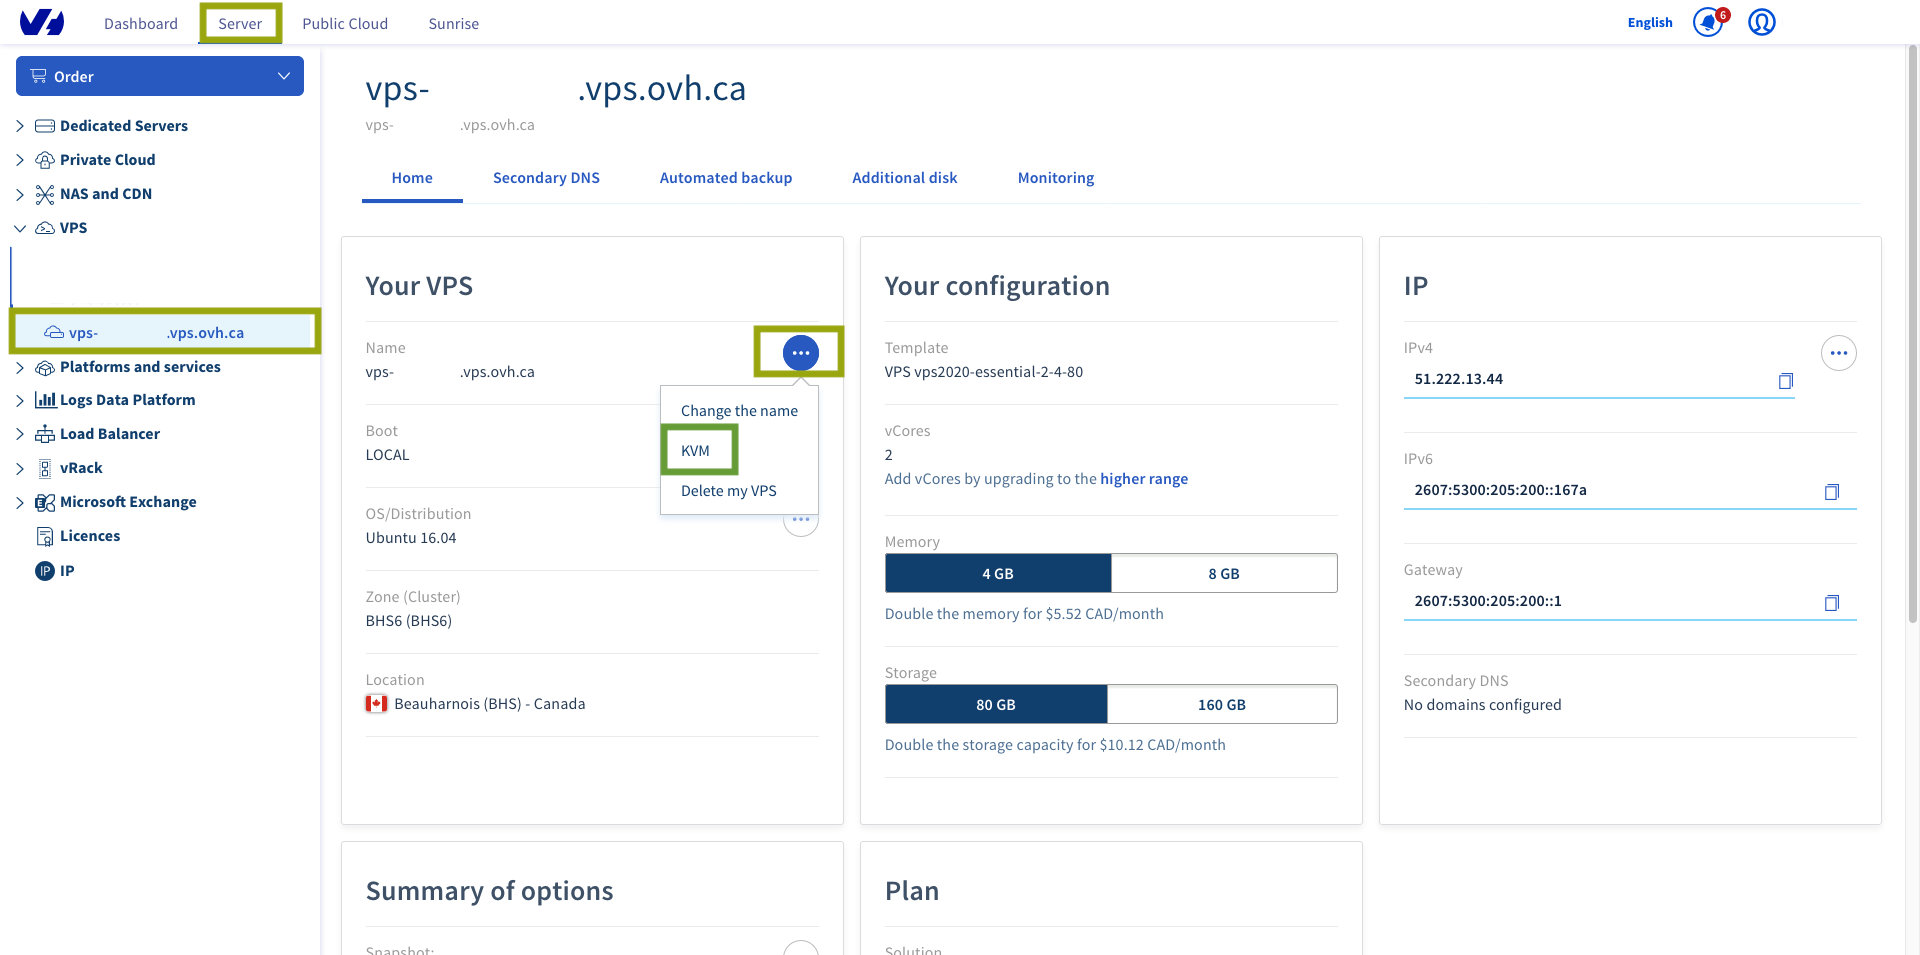 Dashboard
Server
Public Cloud
Sunrise
English
6
Order
Dedicated Servers
Private Cloud
NAS and CDN
VPS
vps- .vps.ovh.ca
Platforms and services
Logs Data Platform
Load Balancer
vRack
Microsoft Exchange
Licences
IP IP
vps- .vps.ovh.ca
vps- .vps.ovh.ca
Home
Secondary DNS
Automated backup
Additional disk
Monitoring
Your VPS
Name
vps- .vps.ovh.ca
Change the name
KVM
Delete my VPS
Boot
LOCAL
OS/Distribution
Ubuntu 16.04
Zone (Cluster)
BHS6 (BHS6)
Location
Beauharnois (BHS) - Canada
Your configuration
Template
VPS vps2020-essential-2-4-80
vCores
2
Add vCores by upgrading to the higher range
Memory
4 GB
8 GB
Double the memory for $5.52 CAD/month
Storage
80 GB
160 GB
Double the storage capacity for $10.12 CAD/month
IP
IPv4
51.222.13.44
IPv6
2607:5300:205:200::167a
Gateway
2607:5300:205:200::1
Secondary DNS
No domains configured
Summary of options
Snapshot:
Plan
Solution